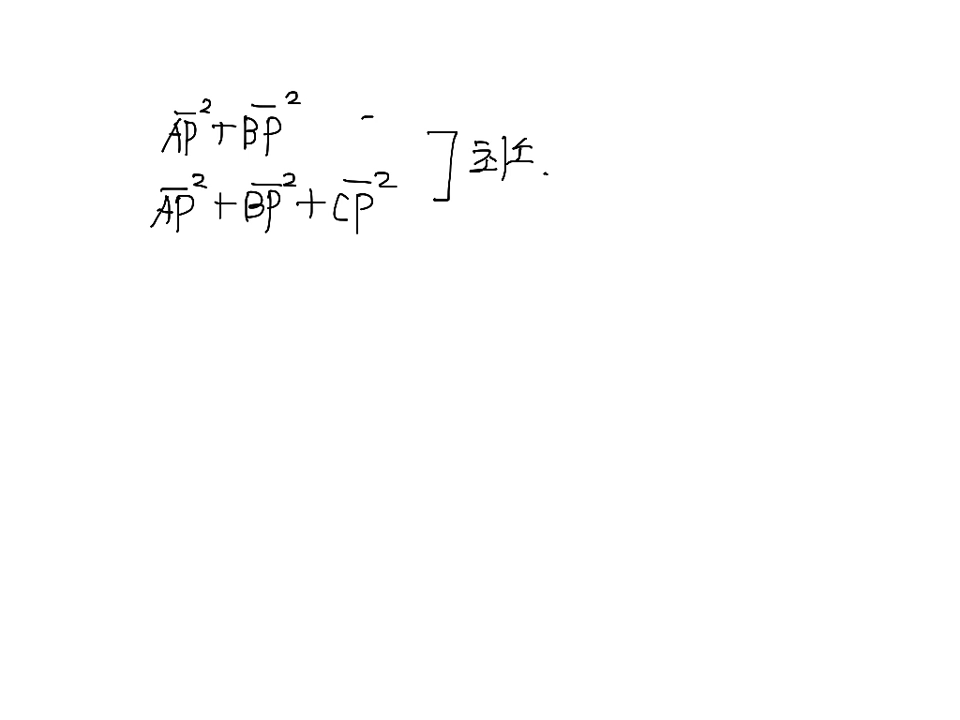 AP² + BP² -
AP² + BP² + CP² ] 최소.